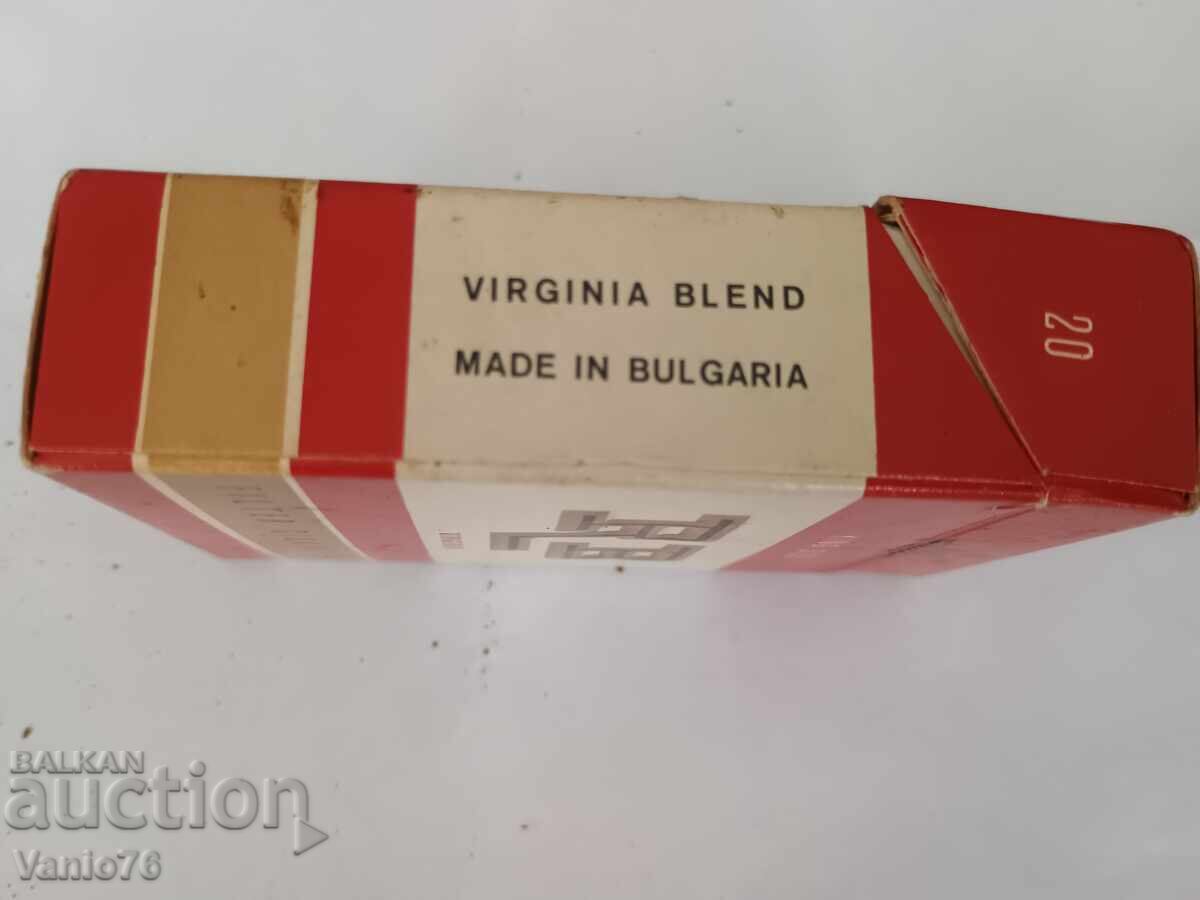 VIRGINIA BLEND
MADE IN BULGARIA
20
BALKAN
auction
Vanio76